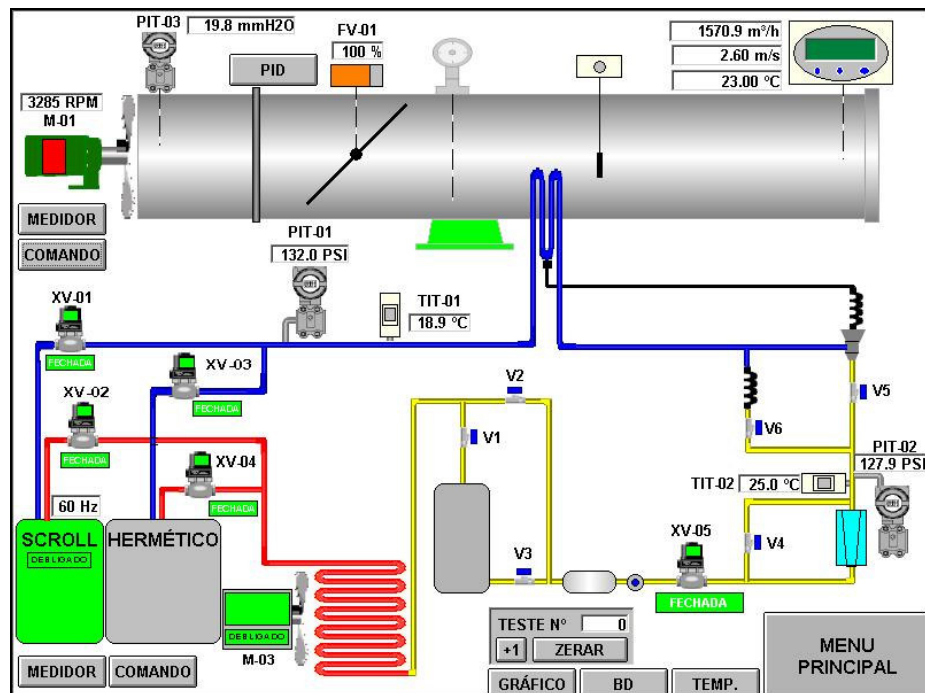 PIT-03
19.8 mmH2O
FV-01
100 %
PID
1570.9 m³/h
2.60 m/s
23.00 °C
3285 RPM
M-01
MEDIDOR
COMANDO
PIT-01
132.0 PSI
TIT-01
18.9 °C
XV-01
FECHADA
XV-03
FECHADA
XV-02
FECHADA
XV-04
FECHADA
V2
V1
V5
V6
PIT-02
127.9 PSI
TIT-02
25.0 °C
60 Hz
SCROLL
DESLIGADO
HERMÉTICO
V3
XV-05
FECHADA
V4
DESLIGADO
M-03
TESTE Nº
0
+1
ZERAR
MENU
PRINCIPAL
MEDIDOR
COMANDO
GRÁFICO
BD
TEMP.